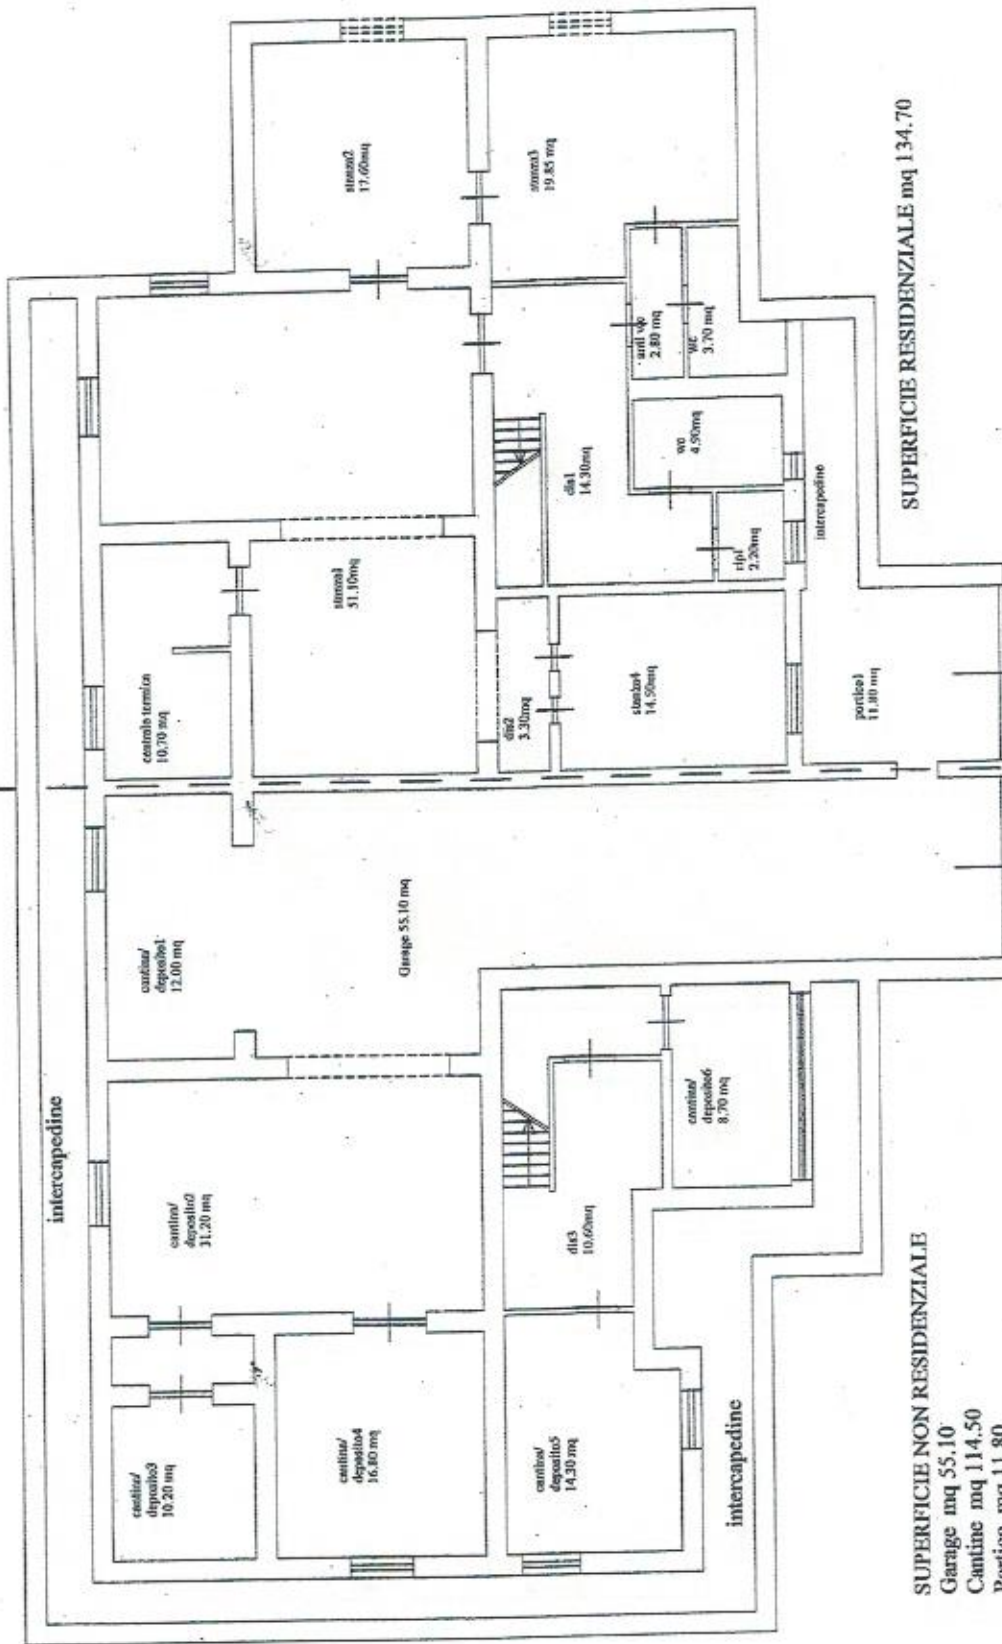 intercapedine
cantina/
deposito3
10.20 mq
cantina/
deposito2
31.20 mq
cantina/
deposito1
12.00 mq
centrale termica
10.70 mq
cantina/
deposito4
16.80 mq
Garage 55.10 mq
stanza1
51.10mq
stanza2
17.60mq
cantina/
deposito5
14.30 mq
dis3
10.60mq
cantina/
deposito6
8.70 mq
dis2
3.30mq
stanza4
14.50mq
dis1
14.30mq
rip1
2.20mq
wc
4.90mq
anti wc
2.80 mq
wc
3.70 mq
stanza3
19.85 mq
intercapedine
portico1
11.80 mq
intercapedine
SUPERFICIE NON RESIDENZIALE
Garage mq 55.10
Cantine mq 114.50
Portico mq 11.80
SUPERFICIE RESIDENZIALE mq 134.70